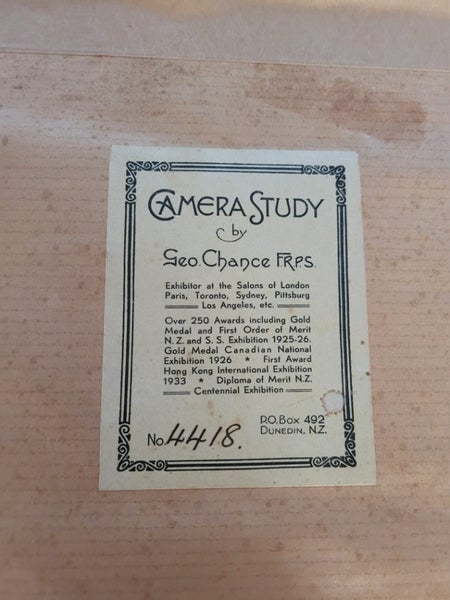 CAMERA STUDY
by
Geo. Chance F.R.P.S.
Exhibitor at the Salons of London
Paris, Toronto, Sydney, Pittsburg
Los Angeles, etc.
Over 250 Awards including Gold
Medal and First Order of Merit
N. Z. and S. S. Exhibition 1925-26.
Gold Medal Canadian National
Exhibition 1926 ★ First Award
Hong Kong International Exhibition
1933 ★ Diploma of Merit N.Z.
Centennial Exhibition
P.O. Box 492
No. 4418. DUNEDIN, N.Z.